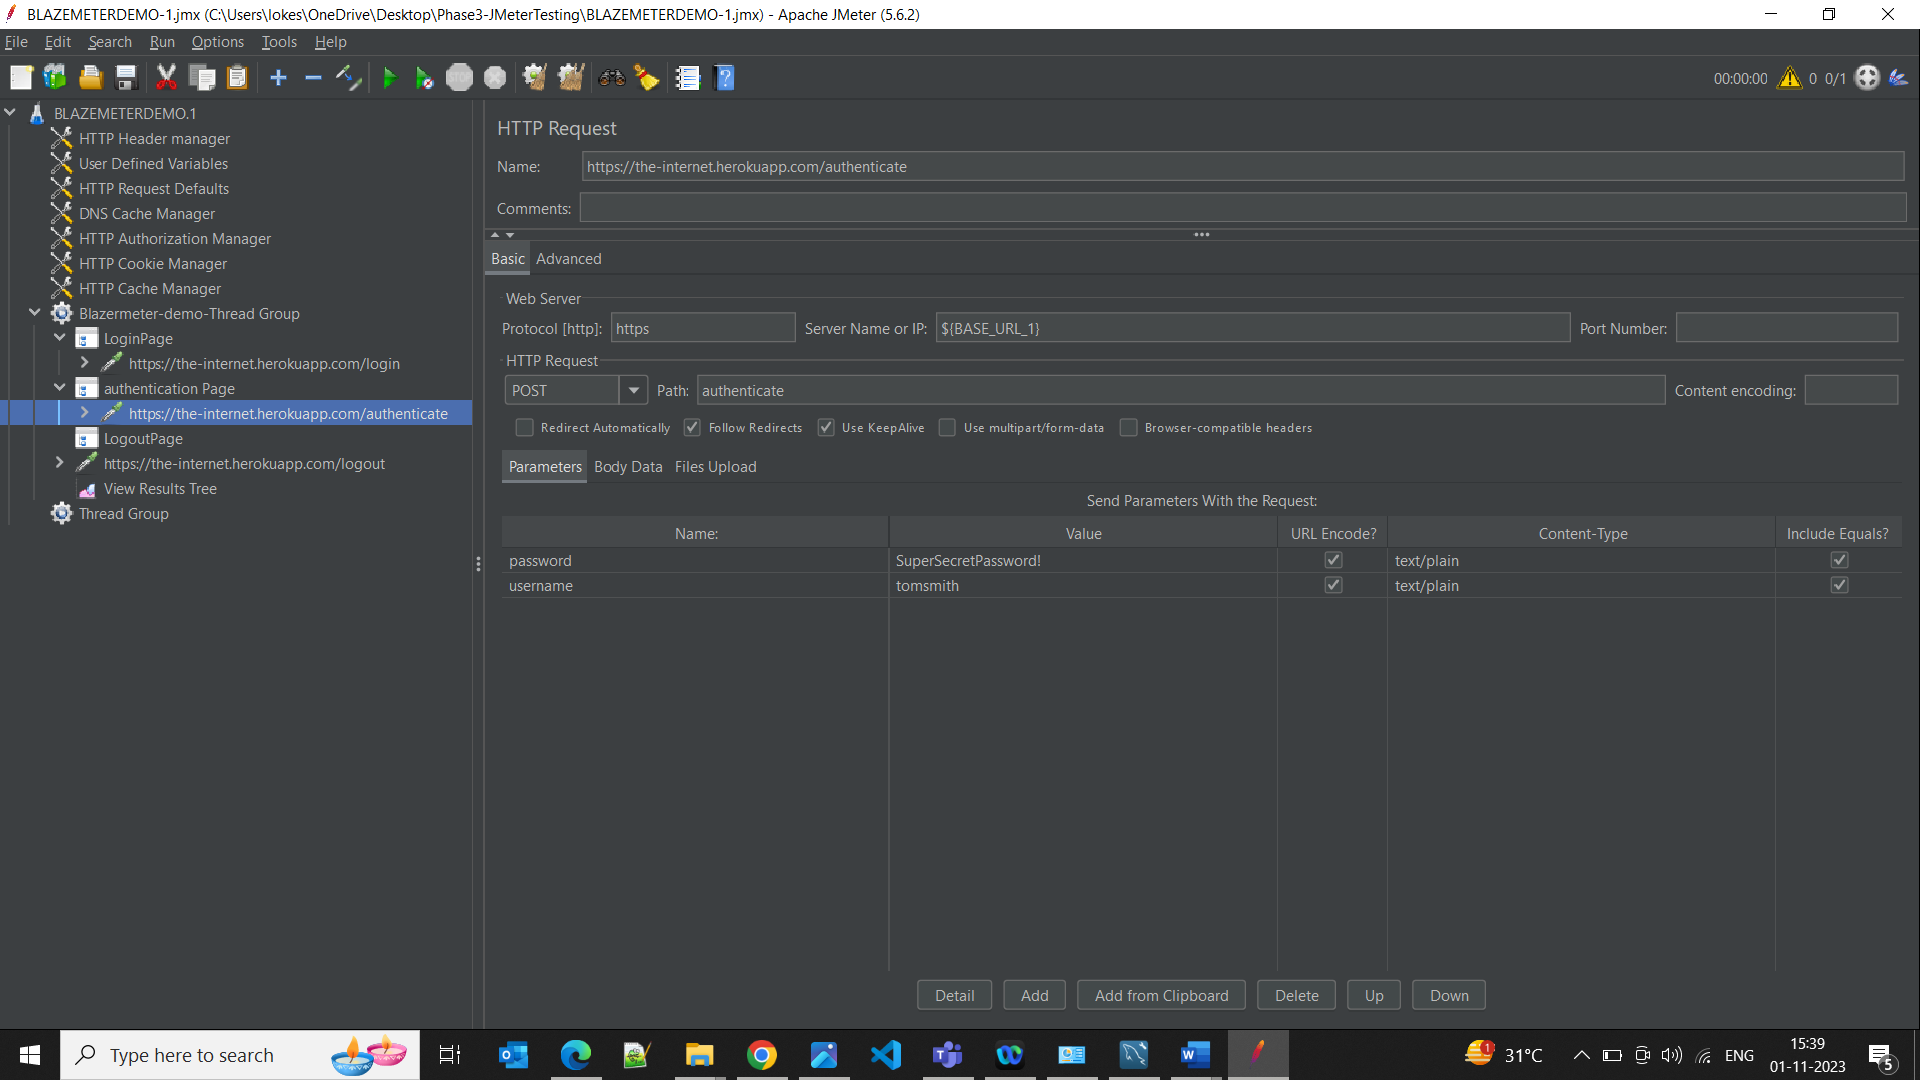 BLAZEMETERDEMO-1.jmx (C:\Users\lokes\OneDrive\Desktop\Phase3-JMeterTesting\BLAZEMETERDEMO-1.jmx) - Apache JMeter (5.6.2)
File Edit Search Run Options Tools Help
STOP
00:00:00 0 0/1
BLAZEMETERDEMO.1
HTTP Header manager
User Defined Variables
HTTP Request Defaults
DNS Cache Manager
HTTP Authorization Manager
HTTP Cookie Manager
HTTP Cache Manager
Blazermeter-demo-Thread Group
LoginPage
https://the-internet.herokuapp.com/login
authentication Page
https://the-internet.herokuapp.com/authenticate
LogoutPage
https://the-internet.herokuapp.com/logout
View Results Tree
Thread Group
HTTP Request
Name: https://the-internet.herokuapp.com/authenticate
Comments:
Basic Advanced
Web Server
Protocol [http]: https Server Name or IP: ${BASE_URL_1} Port Number:
HTTP Request
POST Path: authenticate Content encoding:
Redirect Automatically Follow Redirects Use KeepAlive Use multipart/form-data Browser-compatible headers
Parameters Body Data Files Upload
Send Parameters With the Request:
Name: Value URL Encode? Content-Type Include Equals?
password SuperSecretPassword! text/plain
username tomsmith text/plain
Detail Add Add from Clipboard Delete Up Down
Type here to search
1 31°C ENG 15:39
01-11-2023 5